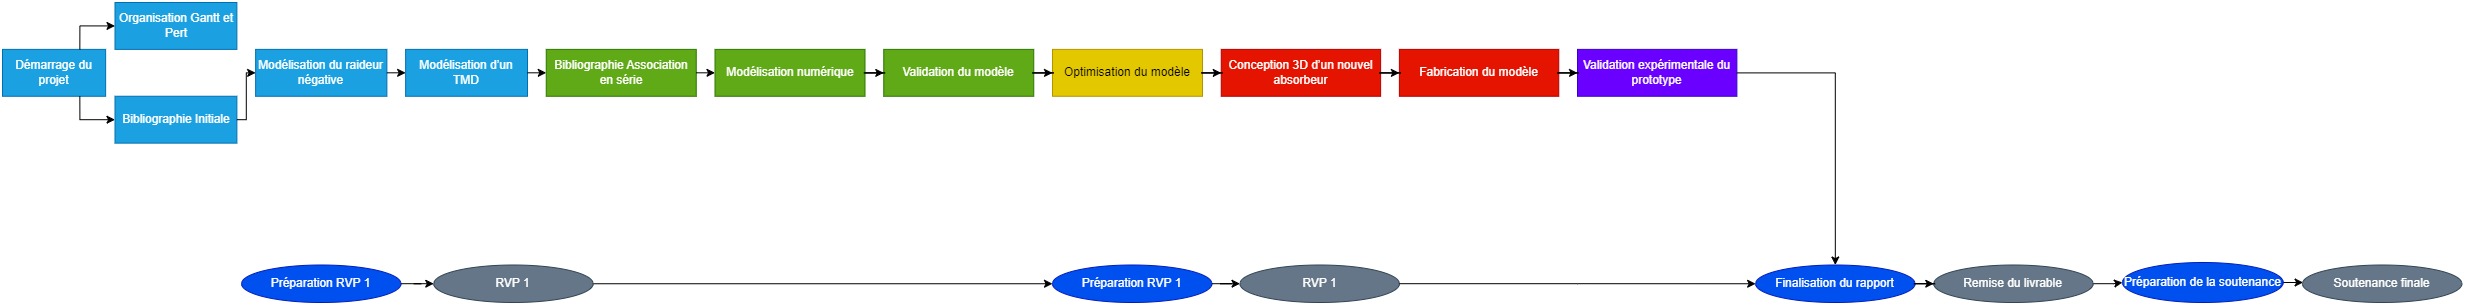 Organisation Gantt et
Pert
Démarrage du
projet
Bibliographie Initiale
Modélisation du raideur
négative
Modélisation d'un
TMD
Bibliographie Association
en série
Modélisation numérique
Validation du modèle
Optimisation du modèle
Conception 3D d'un nouvel
absorbeur
Fabrication du modèle
Validation expérimentale du
prototype
Préparation RVP 1
RVP 1
Préparation RVP 1
RVP 1
Finalisation du rapport
Remise du livrable
Préparation de la soutenance
Soutenance finale